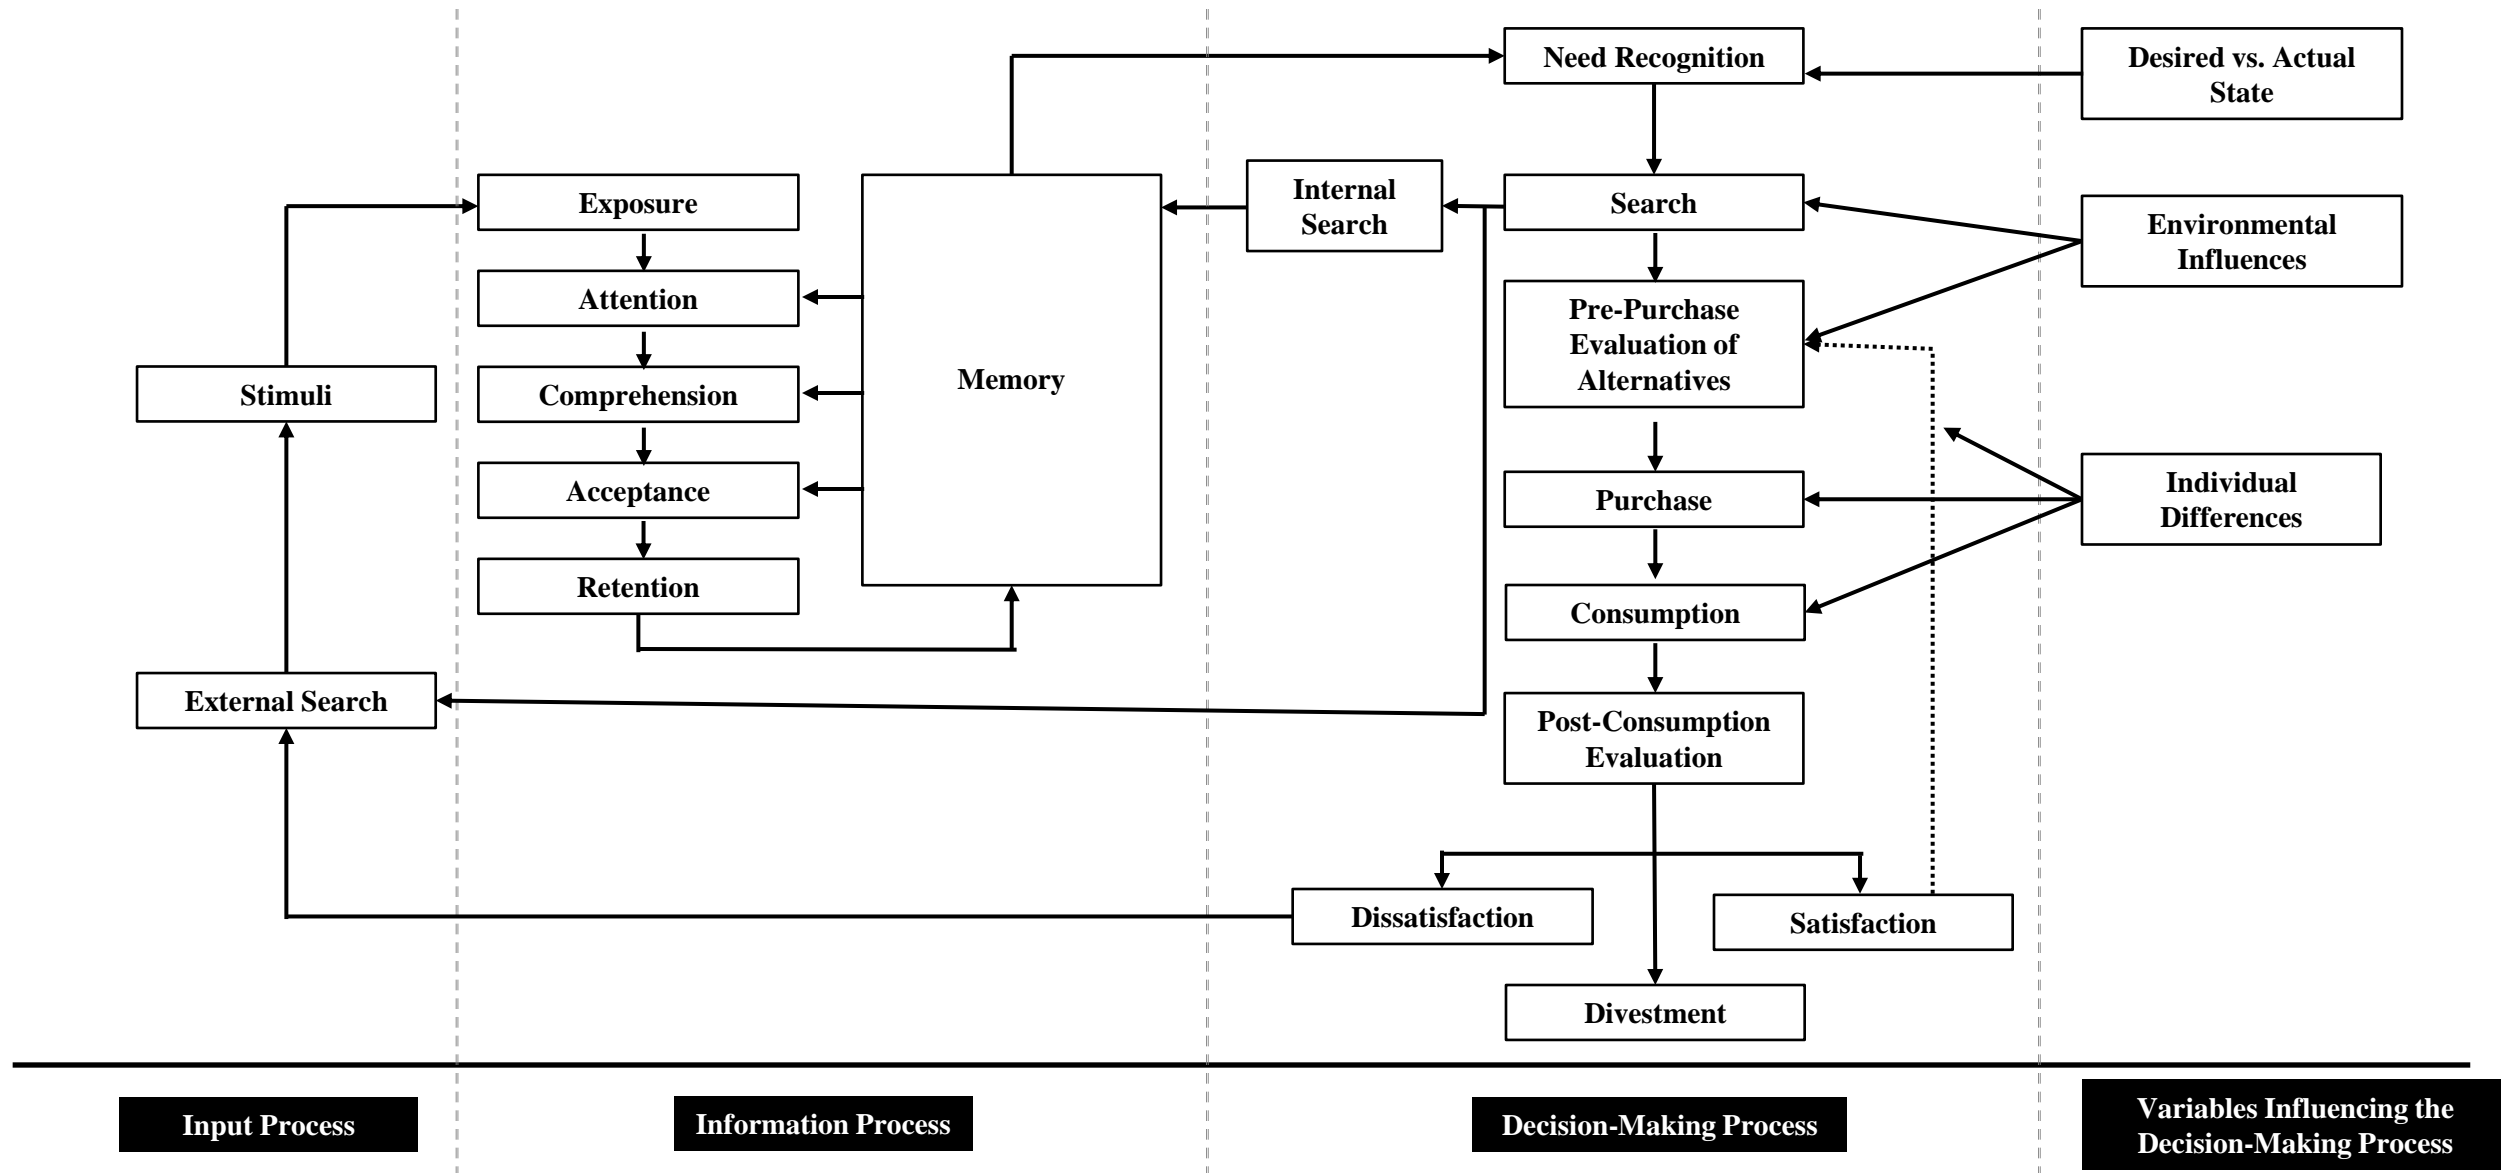 Need Recognition
Desired vs. Actual
State
Exposure
Internal
Search
Search
Environmental
Influences
Attention
Pre-Purchase
Evaluation of
Alternatives
Stimuli
Comprehension
Memory
Acceptance
Purchase
Individual
Differences
Retention
Consumption
External Search
Post-Consumption
Evaluation
Dissatisfaction
Satisfaction
Divestment
Input Process
Information Process
Decision-Making Process
Variables Influencing the
Decision-Making Process